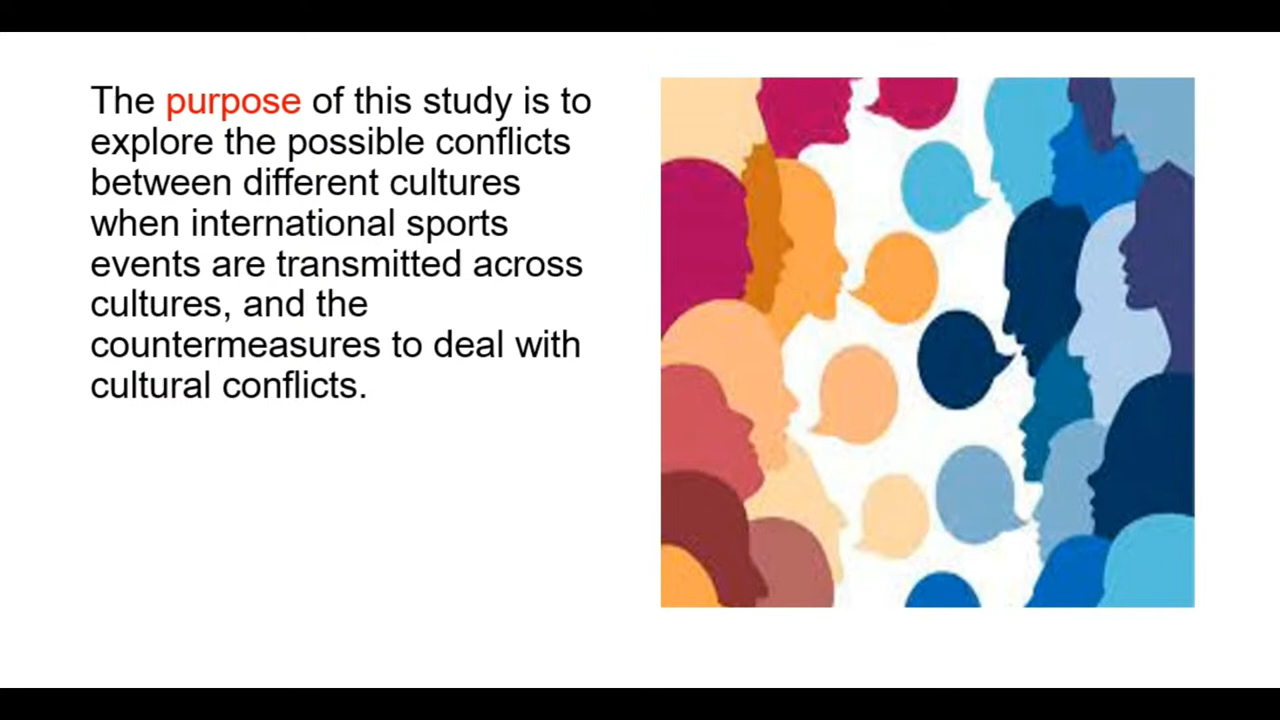 The purpose of this study is to
explore the possible conflicts
between different cultures
when international sports
events are transmitted across
cultures, and the
countermeasures to deal with
cultural conflicts.